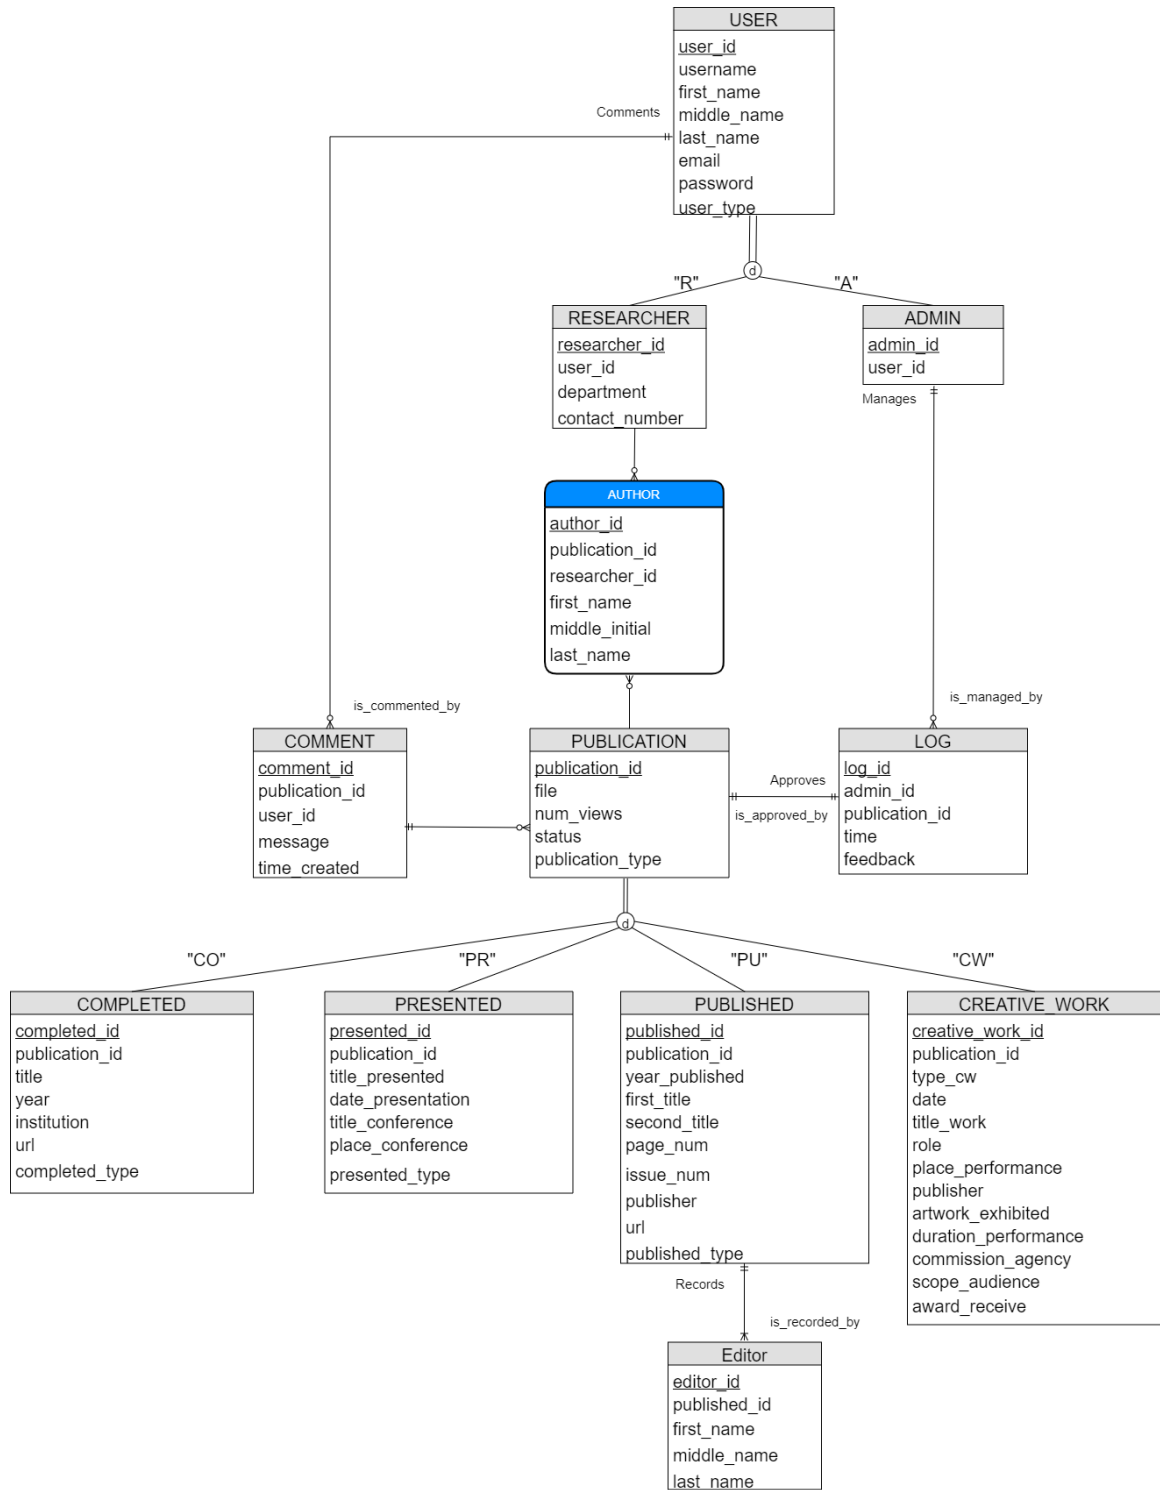 USER
user_id
username
first_name
middle_name
last_name
email
password
user_type
Comments
d
"R"
"A"
RESEARCHER
researcher_id
user_id
department
contact_number
ADMIN
admin_id
user_id
Manages
AUTHOR
author_id
publication_id
researcher_id
first_name
middle_initial
last_name
is_commented_by
is_managed_by
COMMENT
comment_id
publication_id
user_id
message
time_created
PUBLICATION
publication_id
file
num_views
status
publication_type
Approves
is_approved_by
LOG
log_id
admin_id
publication_id
time
feedback
d
"CO"
"PR"
"PU"
"CW"
COMPLETED
completed_id
publication_id
title
year
institution
url
completed_type
PRESENTED
presented_id
publication_id
title_presented
date_presentation
title_conference
place_conference
presented_type
PUBLISHED
published_id
publication_id
year_published
first_title
second_title
page_num
issue_num
publisher
url
published_type
CREATIVE_WORK
creative_work_id
publication_id
type_cw
date
title_work
role
place_performance
publisher
artwork_exhibited
duration_performance
commission_agency
scope_audience
award_receive
Records
is_recorded_by
Editor
editor_id
published_id
first_name
middle_name
last_name